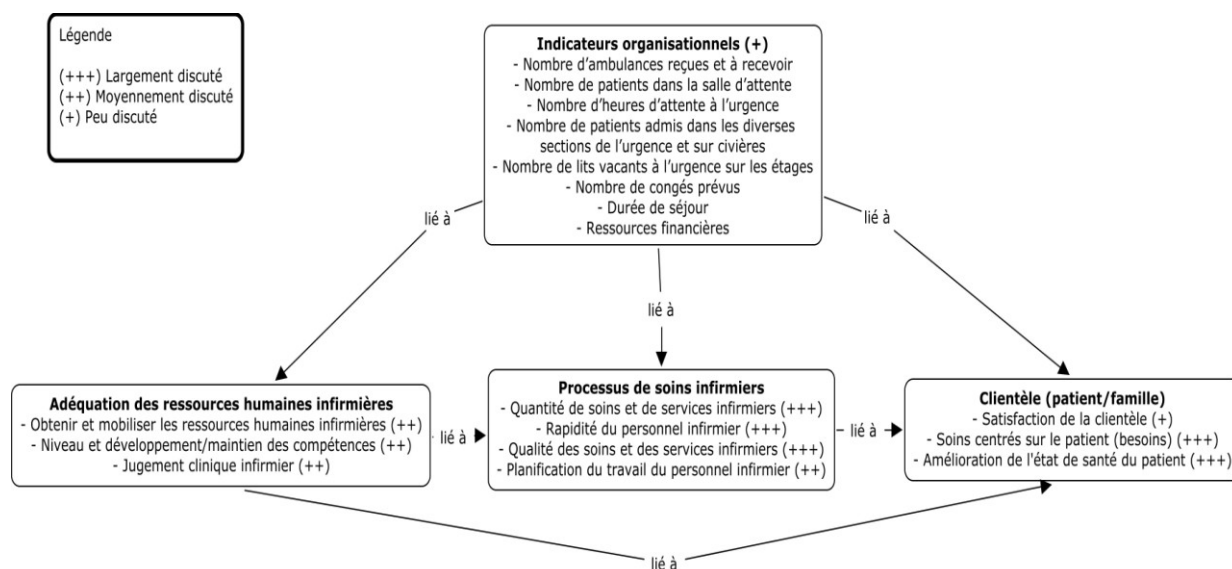 Légende
(+++) Largement discuté
(++) Moyennement discuté
(+) Peu discuté
Indicateurs organisationnels (+)
- Nombre d'ambulances reçues et à recevoir
- Nombre de patients dans la salle d'attente
- Nombre d'heures d'attente à l'urgence
- Nombre de patients admis dans les diverses
sections de l'urgence et sur civières
- Nombre de lits vacants à l'urgence sur les étages
- Nombre de congés prévus
- Durée de séjour
- Ressources financières
lié à
lié à
lié à
Adéquation des ressources humaines infirmières
- Obtenir et mobiliser les ressources humaines infirmières (++)
- Niveau et développement/maintien des compétences (++)
- Jugement clinique infirmier (++)
lié à
Processus de soins infirmiers
- Quantité de soins et de services infirmiers (+++)
- Rapidité du personnel infirmier (+++)
- Qualité des soins et des services infirmiers (+++)
- Planification du travail du personnel infirmier (++)
lié à
Clientèle (patient/famille)
- Satisfaction de la clientèle (+)
- Soins centrés sur le patient (besoins) (+++)
- Amélioration de l'état de santé du patient (+++)
lié à